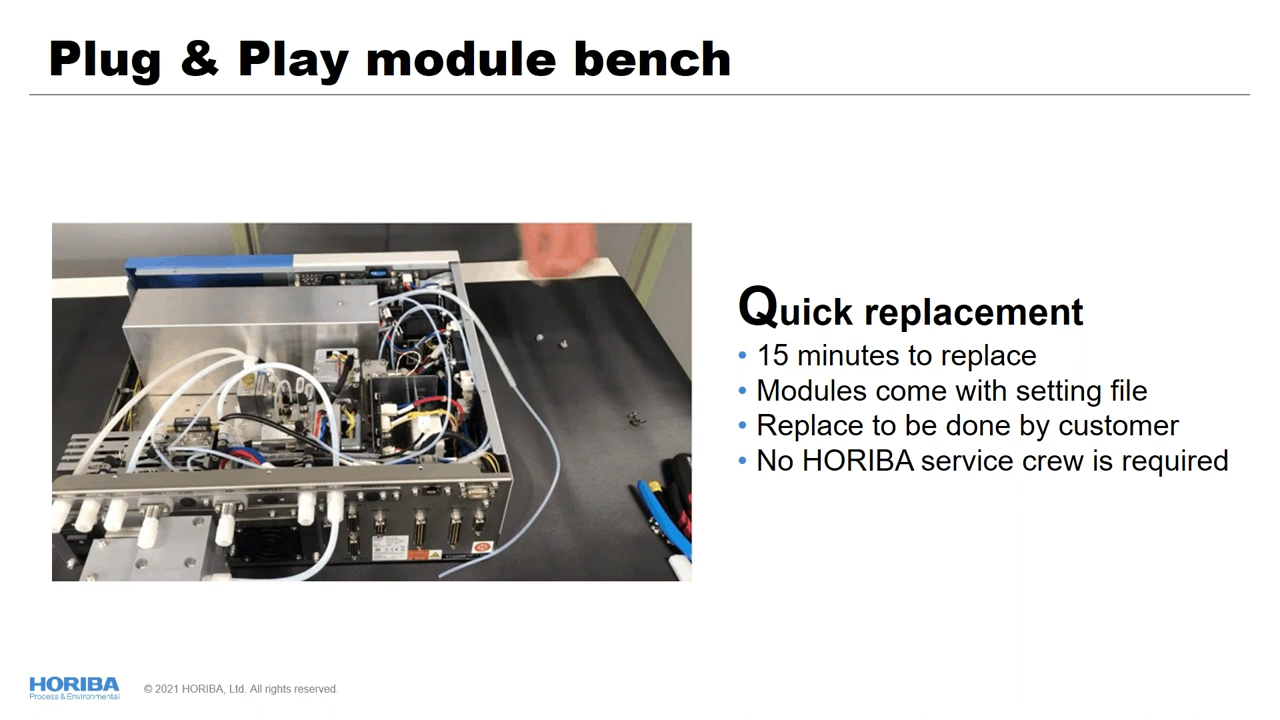 Plug & Play module bench
Quick replacement
• 15 minutes to replace
• Modules come with setting file
• Replace to be done by customer
• No HORIBA service crew is required
HORIBA
Process & Environmental
© 2021 HORIBA, Ltd. All rights reserved.